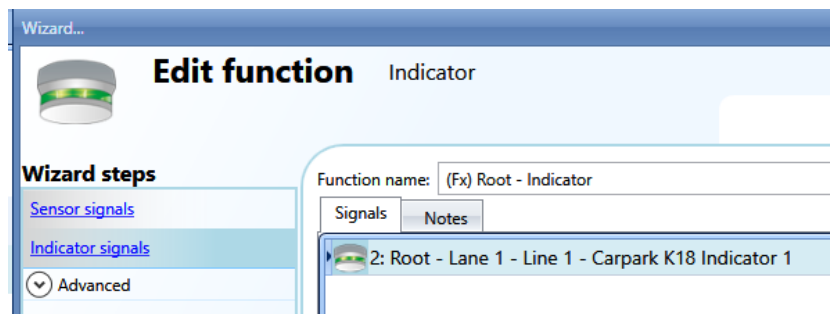 Wizard...
Edit function Indicator
Wizard steps
Sensor signals
Indicator signals
Advanced
Function name: (Fx) Root - Indicator
Signals Notes
2: Root - Lane 1 - Line 1 - Carpark K18 Indicator 1